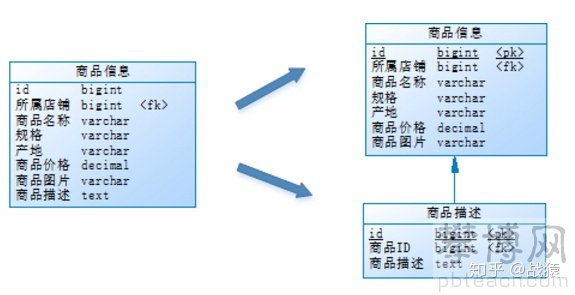 商品信息
id bigint
所属店铺 bigint <fk>
商品名称 varchar
规格 varchar
产地 varchar
商品价格 decimal
商品图片 varchar
商品描述 text
商品信息
id bigint <pk>
所属店铺 bigint <fk>
商品名称 varchar
规格 varchar
产地 varchar
商品价格 decimal
商品图片 varchar
商品描述
id bigint <pk>
商品ID bigint <fk>
商品描述 text
攀博网
知乎 @战猿
pbteach.com